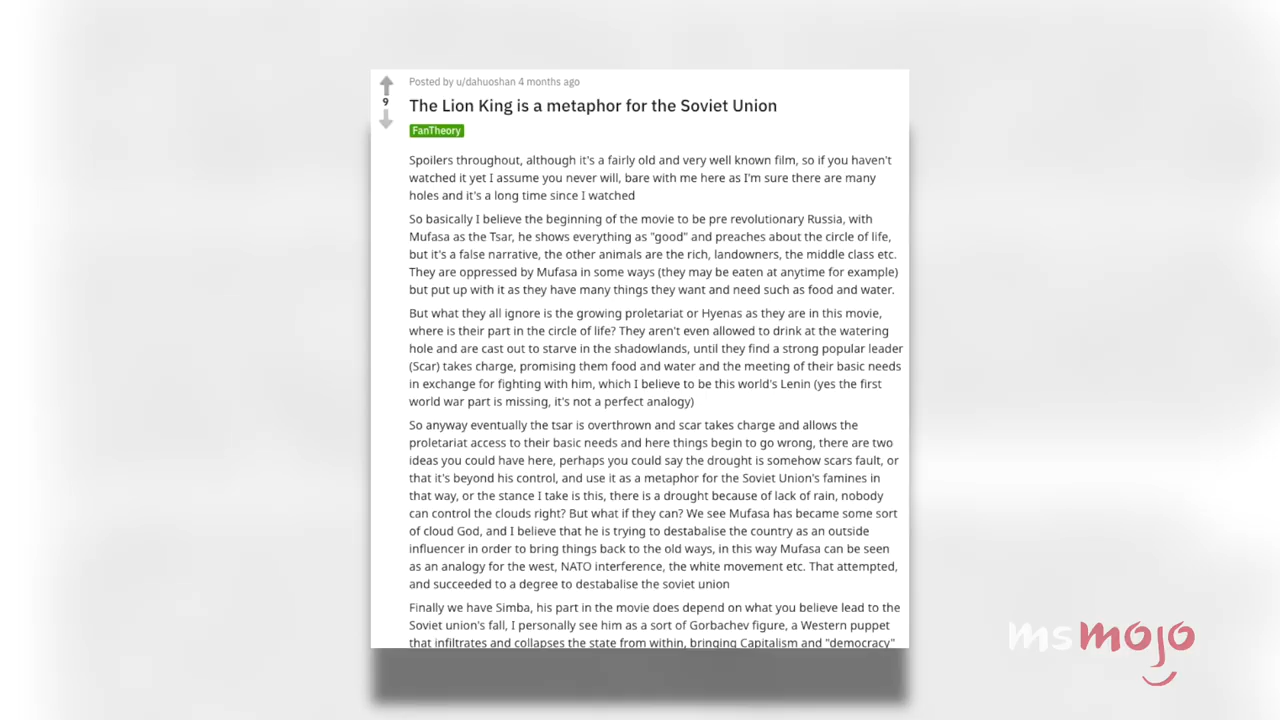 Posted by u/dahuoshan 4 months ago
9
The Lion King is a metaphor for the Soviet Union
FanTheory
Spoilers throughout, although it's a fairly old and very well known film, so if you haven't
watched it yet I assume you never will, bare with me here as I'm sure there are many
holes and it's a long time since I watched
So basically I believe the beginning of the movie to be pre revolutionary Russia, with
Mufasa as the Tsar, he shows everything as "good" and preaches about the circle of life,
but it's a false narrative, the other animals are the rich, landowners, the middle class etc.
They are oppressed by Mufasa in some ways (they may be eaten at anytime for example)
but put up with it as they have many things they want and need such as food and water.
But what they all ignore is the growing proletariat or Hyenas as they are in this movie,
where is their part in the circle of life? They aren't even allowed to drink at the watering
hole and are cast out to starve in the shadowlands, until they find a strong popular leader
(Scar) takes charge, promising them food and water and the meeting of their basic needs
in exchange for fighting with him, which I believe to be this world's Lenin (yes the first
world war part is missing, it's not a perfect analogy)
So anyway eventually the tsar is overthrown and scar takes charge and allows the
proletariat access to their basic needs and here things begin to go wrong, there are two
ideas you could have here, perhaps you could say the drought is somehow scars fault, or
that it's beyond his control, and use it as a metaphor for the Soviet Union's famines in
that way, or the stance I take is this, there is a drought because of lack of rain, nobody
can control the clouds right? But what if they can? We see Mufasa has became some sort
of cloud God, and I believe that he is trying to destabalise the country as an outside
influencer in order to bring things back to the old ways, in this way Mufasa can be seen
as an analogy for the west, NATO interference, the white movement etc. That attempted,
and succeeded to a degree to destabalise the soviet union
Finally we have Simba, his part in the movie does depend on what you believe lead to the
Soviet union's fall, I personally see him as a sort of Gorbachev figure, a Western puppet
that infiltrates and collapses the state from within, bringing Capitalism and "democracy"
msmojo